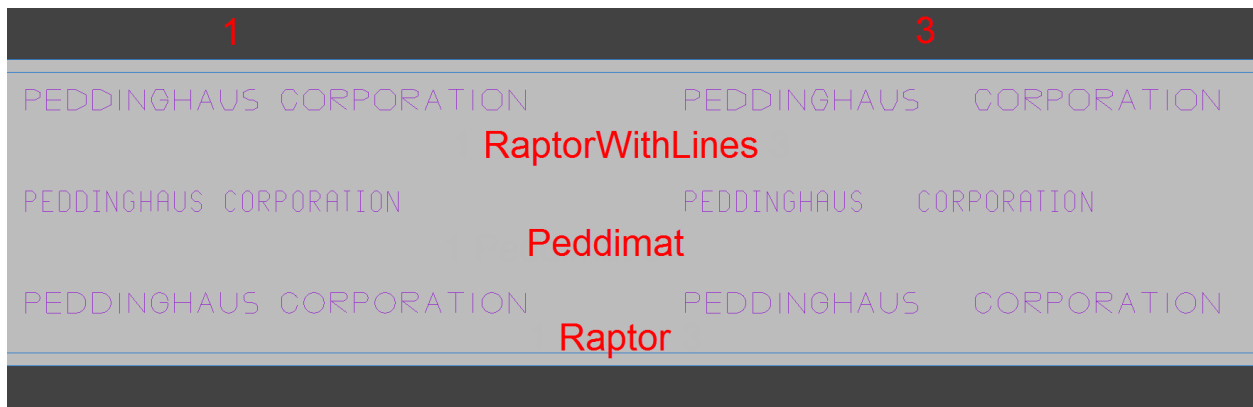 1 3
PEDDINGHAUS CORPORATION PEDDINGHAUS CORPORATION
RaptorWithLines
PEDDINGHAUS CORPORATION PEDDINGHAUS CORPORATION
Peddimat
PEDDINGHAUS CORPORATION PEDDINGHAUS CORPORATION
Raptor